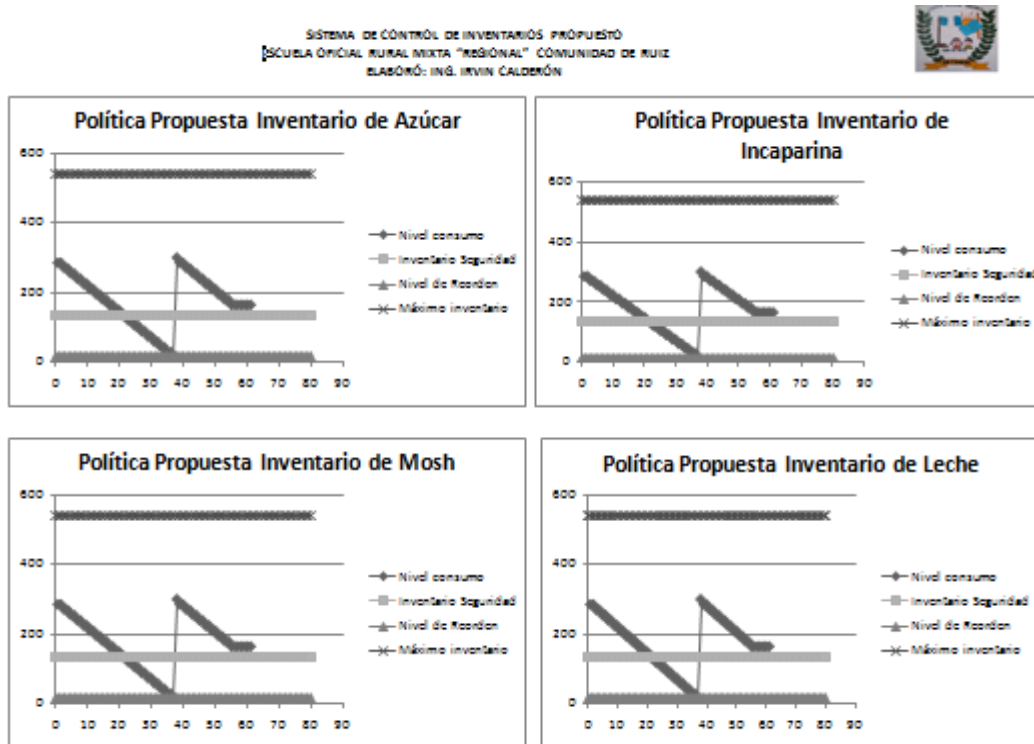 SISTEMA DE CONTROL DE INVENTARIOS PROPUESTO
ESCUELA OFICIAL RURAL MIXTA "REGIONAL" COMUNIDAD DE RUIZ
ELABORÓ: ING. IRVIN CALDERÓN
Política Propuesta Inventario de Azúcar
600
400
200
0
0 10 20 30 40 50 60 70 80 90
Nivel consumo
Inventario Seguridad
Nivel de Reorden
Máximo inventario
Política Propuesta Inventario de
Incaparina
600
400
200
0
0 10 20 30 40 50 60 70 80 90
Nivel consumo
Inventario Seguridad
Nivel de Reorden
Máximo inventario
Política Propuesta Inventario de Mosh
600
400
200
0
0 10 20 30 40 50 60 70 80 90
Nivel consumo
Inventario Seguridad
Nivel de Reorden
Máximo inventario
Política Propuesta Inventario de Leche
600
400
200
0
0 10 20 30 40 50 60 70 80 90
Nivel consumo
Inventario Seguridad
Nivel de Reorden
Máximo inventario